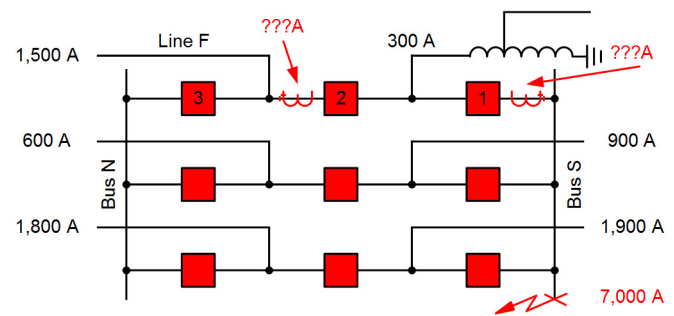 Line F
???A
300 A
1,500 A
???A
3
2
1
600 A
900 A
Bus N
Bus S
1,800 A
1,900 A
7,000 A